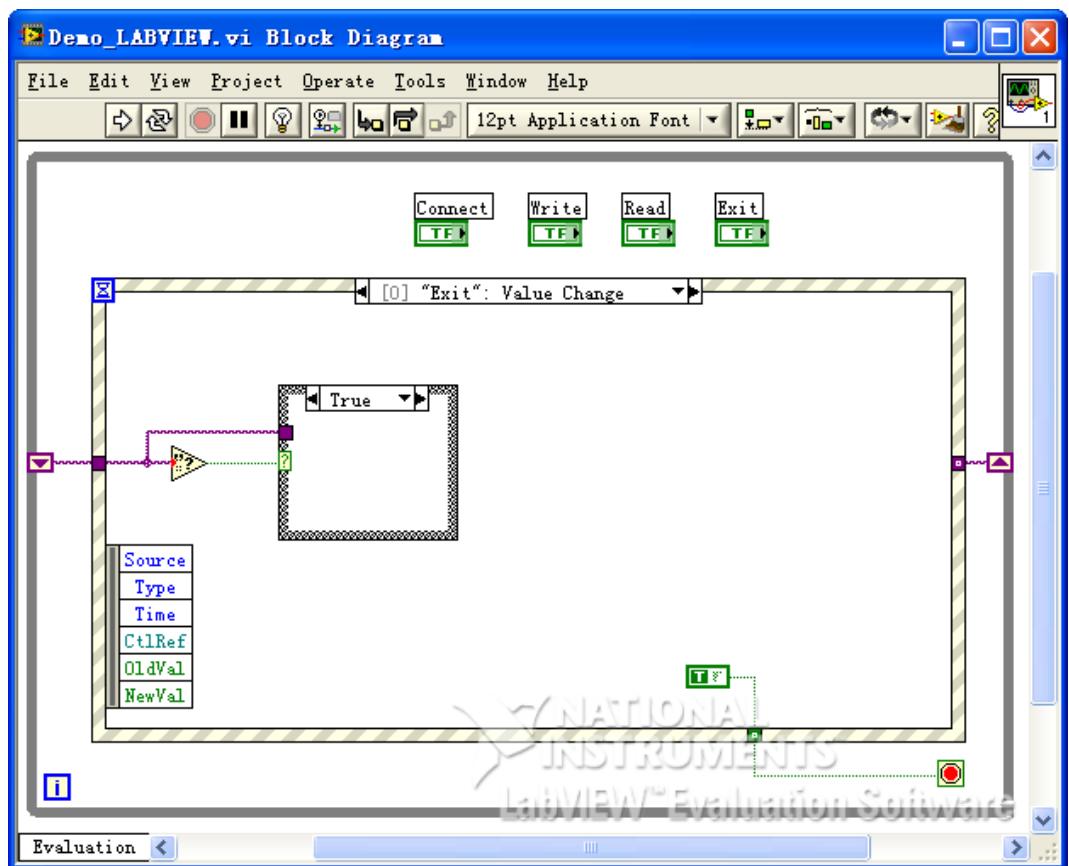 Demo_LABVIEW.vi Block Diagram
File Edit View Project Operate Tools Window Help
12pt Application Font
1
Connect Write Read Exit
TF TF TF TF
[0] "Exit": Value Change
True
"?
?
Source
Type
Time
CtlRef
OldVal
NewVal
T
NATIONAL
INSTRUMENTS
LabVIEW™ Evaluation Software
i
Evaluation